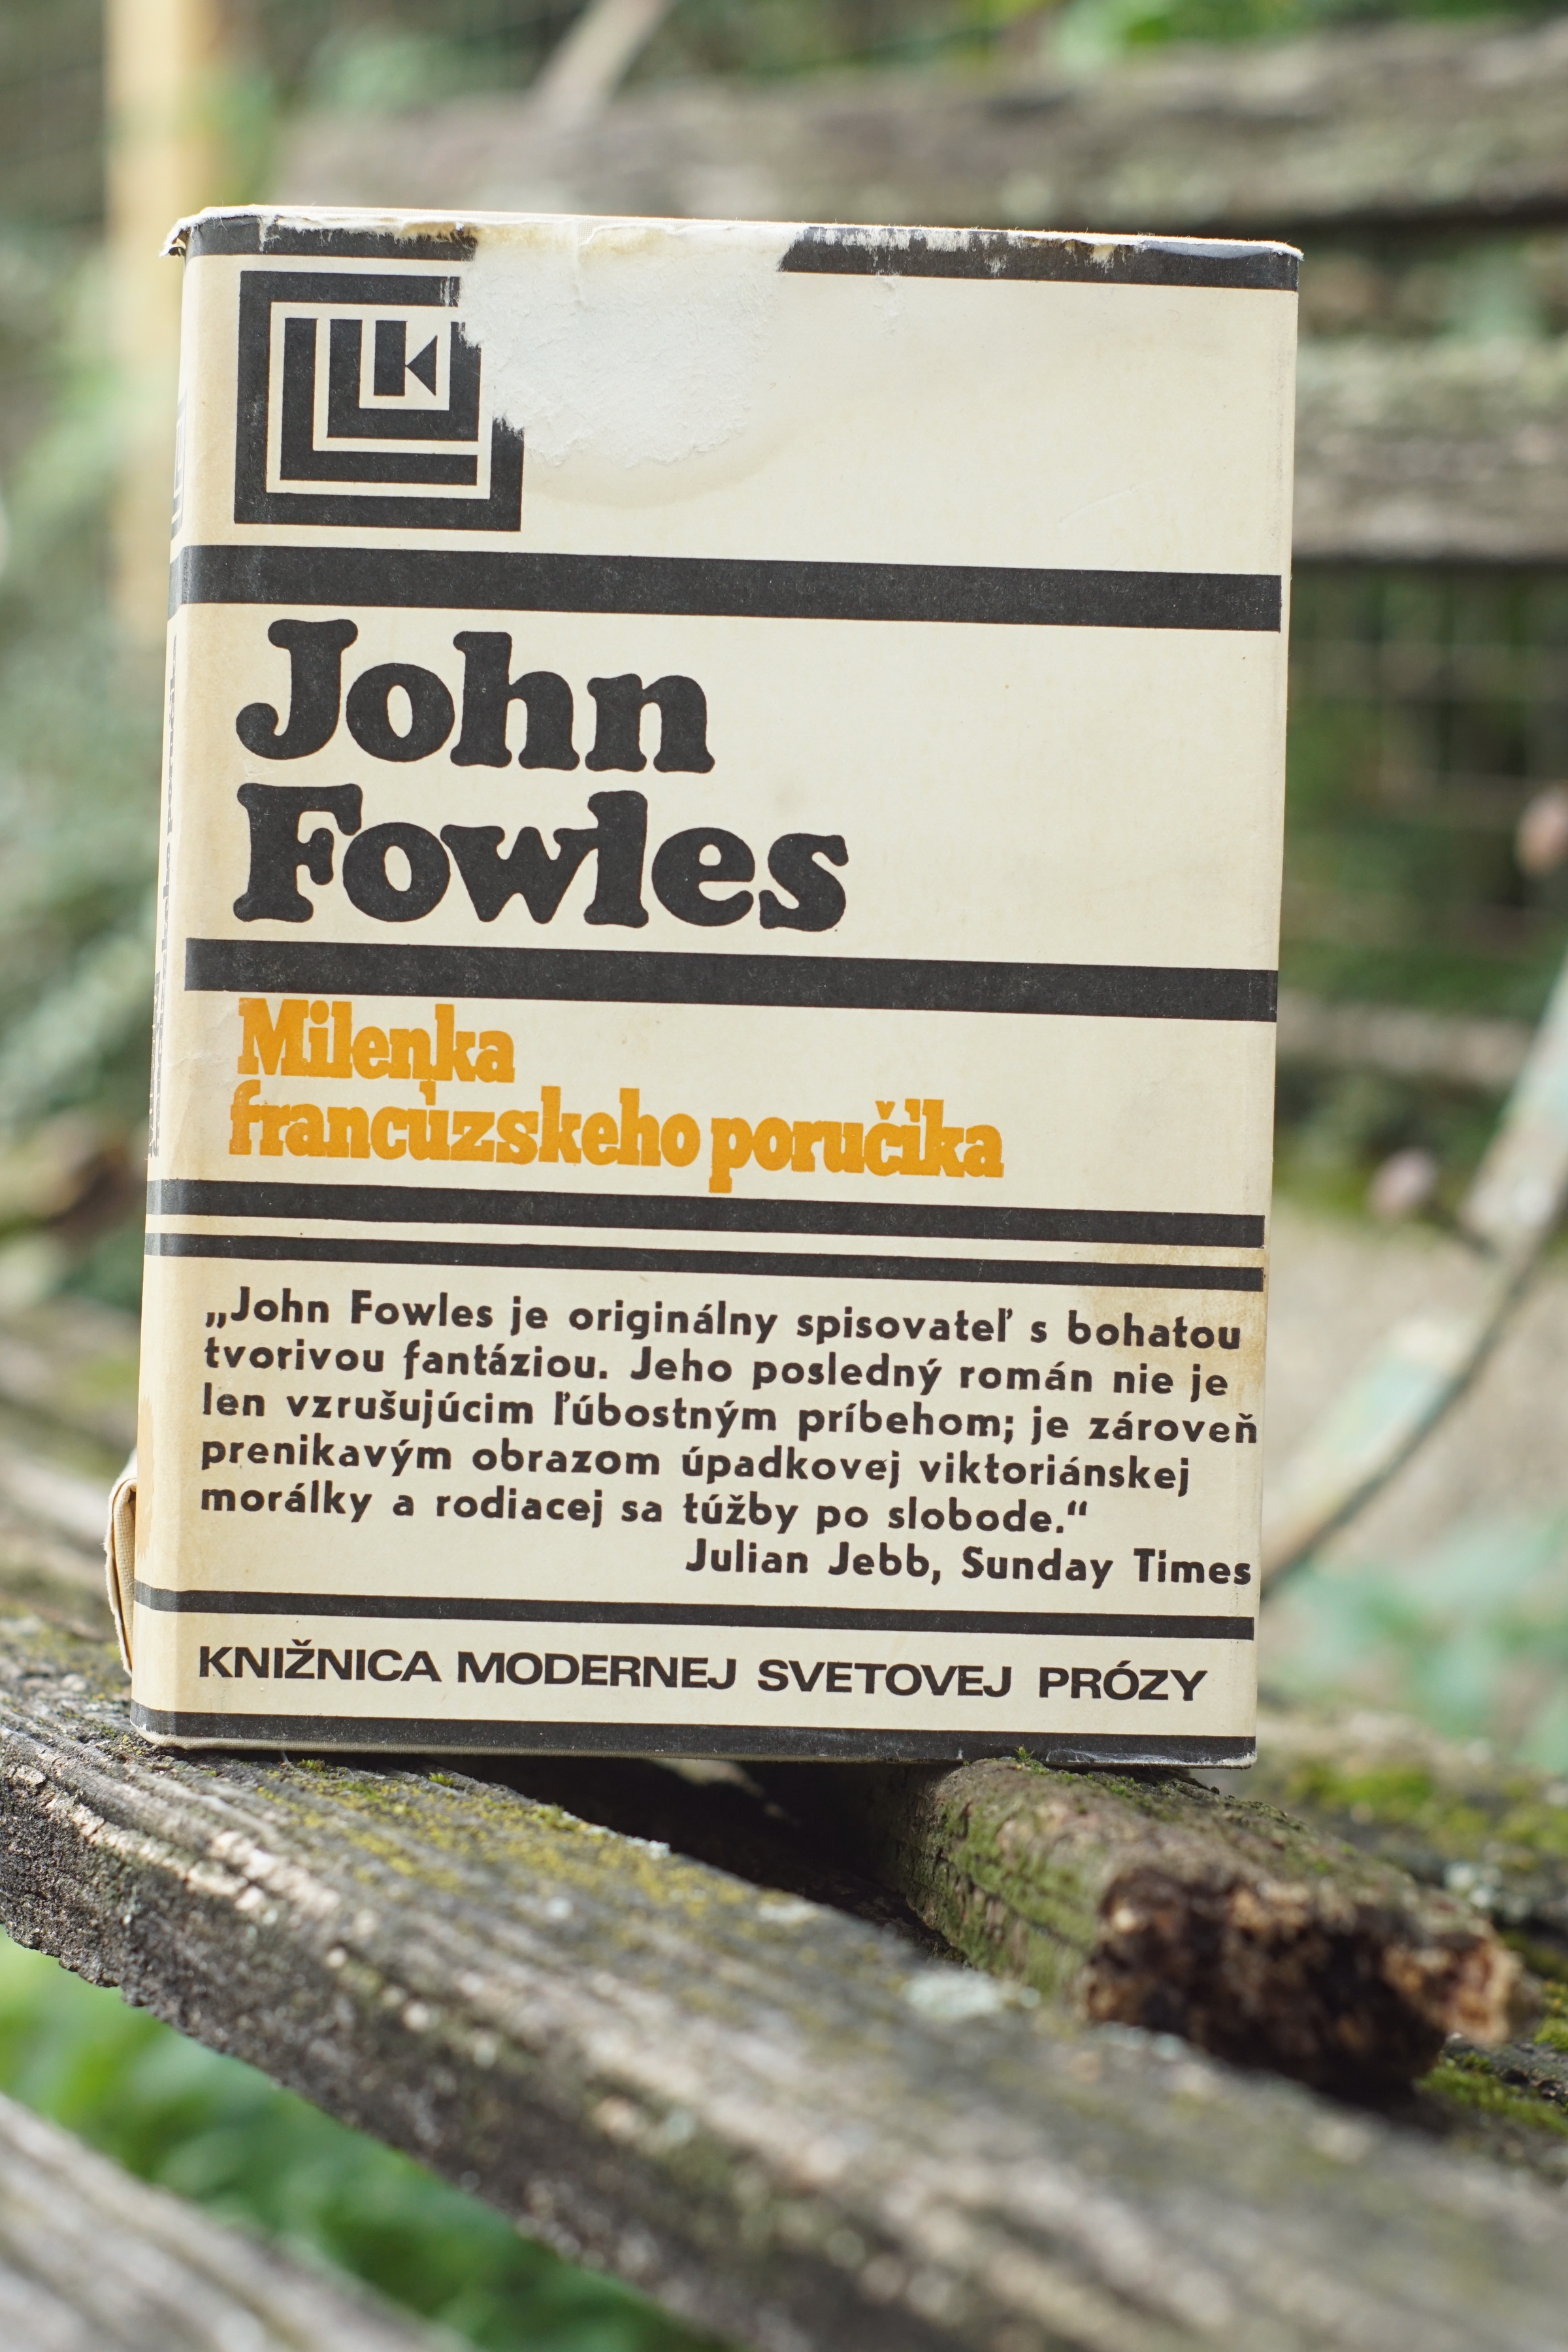 John
Fowles
Milenka
francúzskeho poručíka
„John Fowles je originálny spisovateľ s bohatou
tvorivou fantáziou. Jeho posledný román nie je
len vzrušujúcim ľúbostným príbehom; je zároveň
prenikavým obrazom úpadkovej viktoriánskej
morálky a rodiacej sa túžby po slobode.“
Julian Jebb, Sunday Times
KNIŽNICA MODERNEJ SVETOVEJ PRÓZY